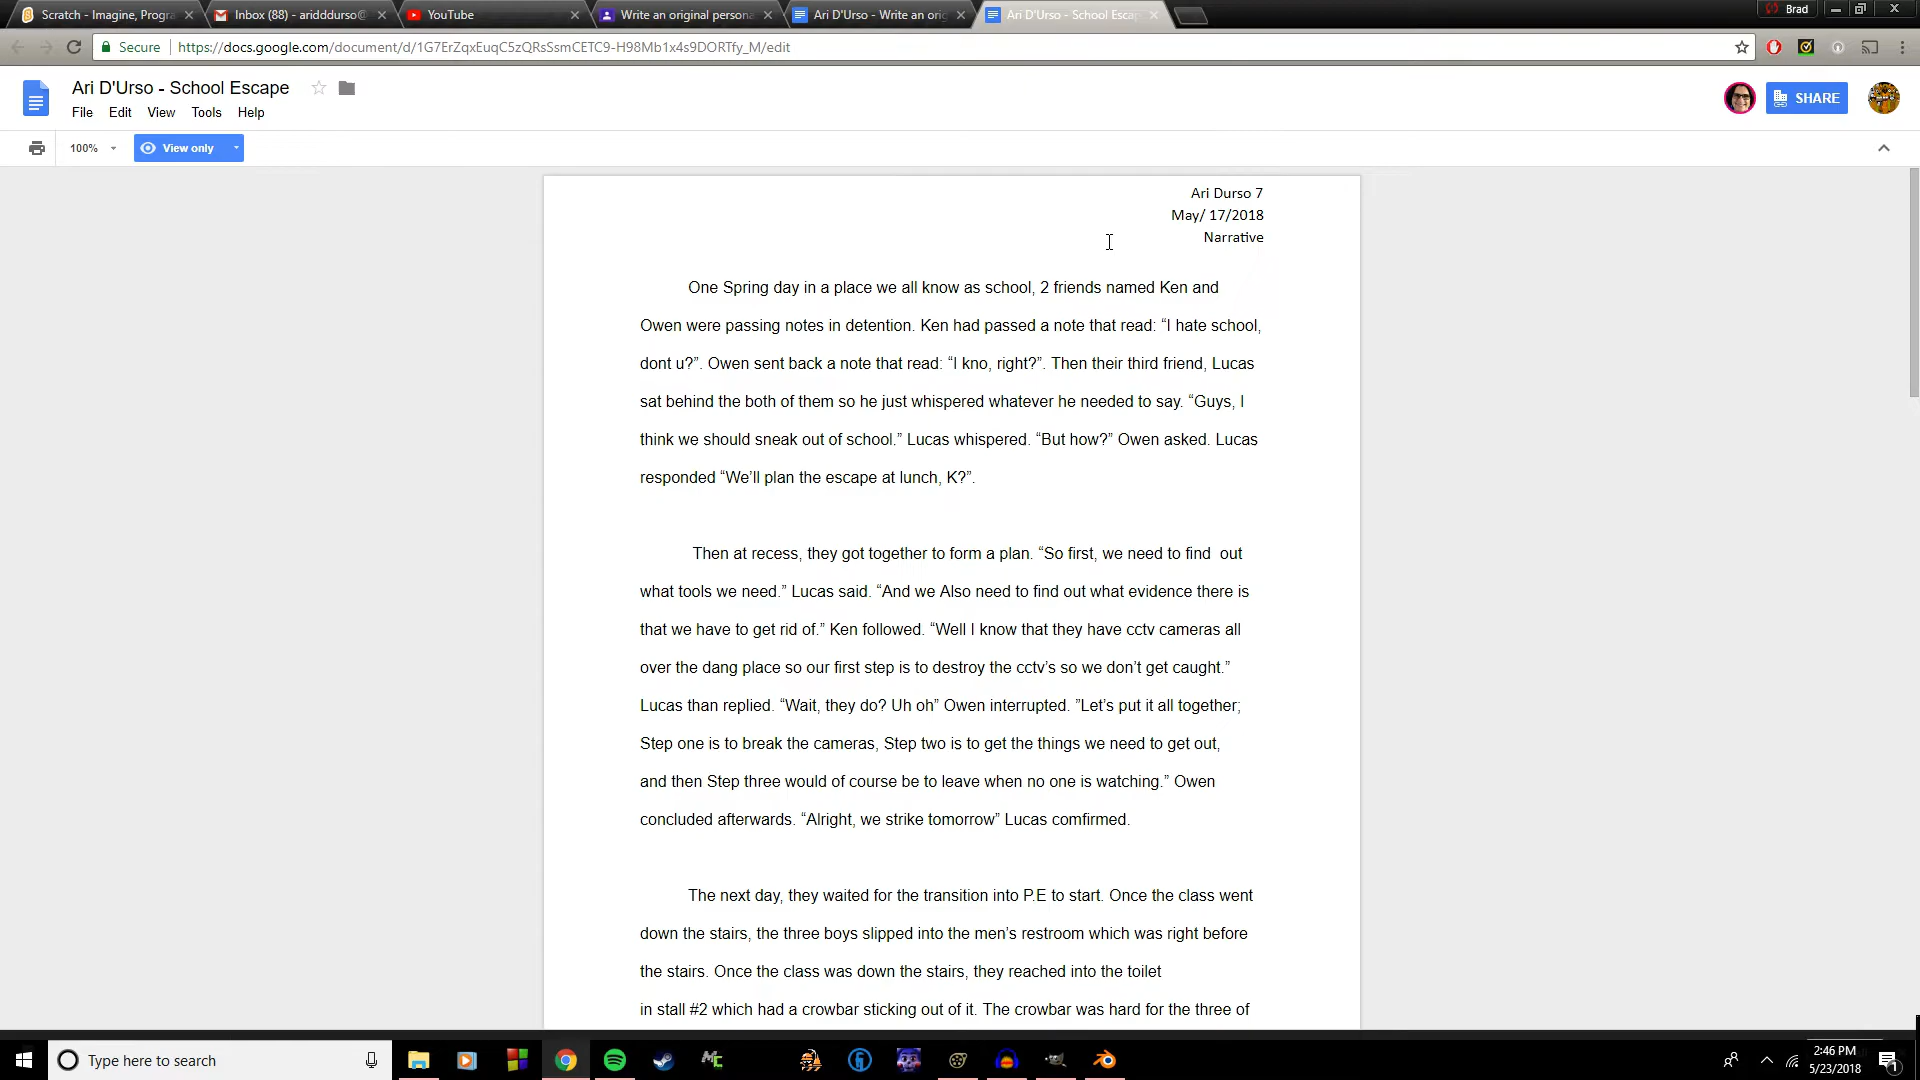 Scratch - Imagine, Progra
Inbox (88) - aridddurso@
YouTube
Write an original persona
Ari D'Urso - Write an orig
Ari D'Urso - School Escap
Brad
Secure
https://docs.google.com/document/d/1G7ErZqxEuqC5zQRsSsmCETC9-H98Mb1x4s9DORTfy_M/edit
Ari D'Urso - School Escape
SHARE
File Edit View Tools Help
100%
View only
Ari Durso 7
May/ 17/2018
Narrative
One Spring day in a place we all know as school, 2 friends named Ken and
Owen were passing notes in detention. Ken had passed a note that read: “I hate school,
dont u?”. Owen sent back a note that read: “I kno, right?”. Then their third friend, Lucas
sat behind the both of them so he just whispered whatever he needed to say. “Guys, I
think we should sneak out of school.” Lucas whispered. “But how?” Owen asked. Lucas
responded “We’ll plan the escape at lunch, K?”.
Then at recess, they got together to form a plan. “So first, we need to find  out
what tools we need.” Lucas said. “And we Also need to find out what evidence there is
that we have to get rid of.” Ken followed. “Well I know that they have cctv cameras all
over the dang place so our first step is to destroy the cctv’s so we don’t get caught.”
Lucas than replied. “Wait, they do? Uh oh” Owen interrupted. ”Let’s put it all together;
Step one is to break the cameras, Step two is to get the things we need to get out,
and then Step three would of course be to leave when no one is watching.” Owen
concluded afterwards. “Alright, we strike tomorrow” Lucas comfirmed.
The next day, they waited for the transition into P.E to start. Once the class went
down the stairs, the three boys slipped into the men’s restroom which was right before
the stairs. Once the class was down the stairs, they reached into the toilet
in stall #2 which had a crowbar sticking out of it. The crowbar was hard for the three of
Type here to search
2:46 PM
5/23/2018
1